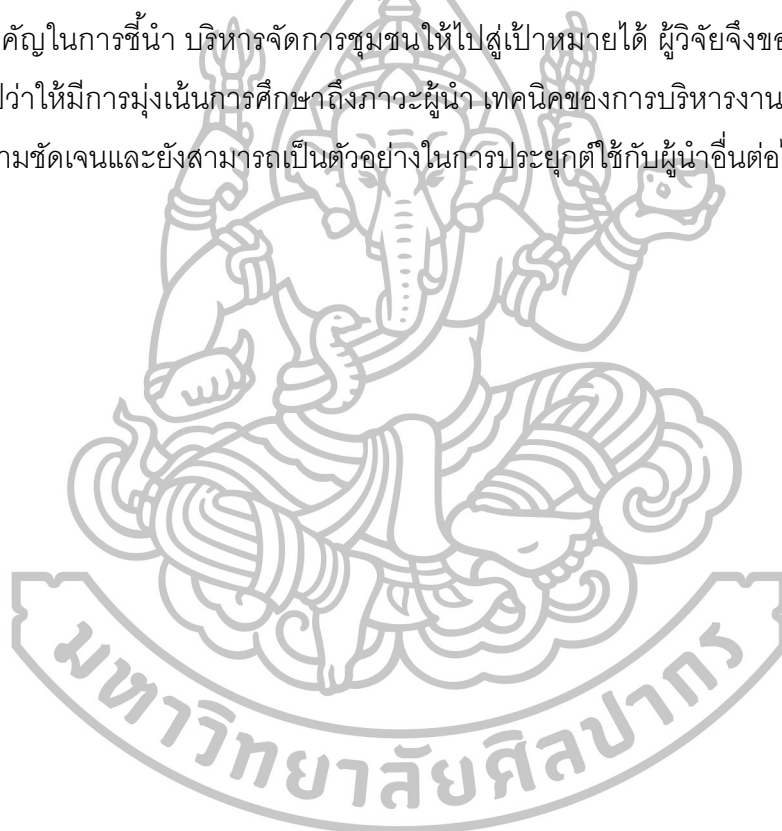 คัญในการชี้นำ บริหารจัดการชุมชนให้ไปสู่เป้าหมายได้ ผู้วิจัยจึงขอ
ว่าให้มีการมุ่งเน้นการศึกษาถึงภาวะผู้นำ เทคนิคของการบริหารงาน
ามชัดเจนและยังสามารถเป็นตัวอย่างในการประยุกต์ใช้กับผู้นำอื่นต่อ
มหาวิทยาลัยศิลปากร